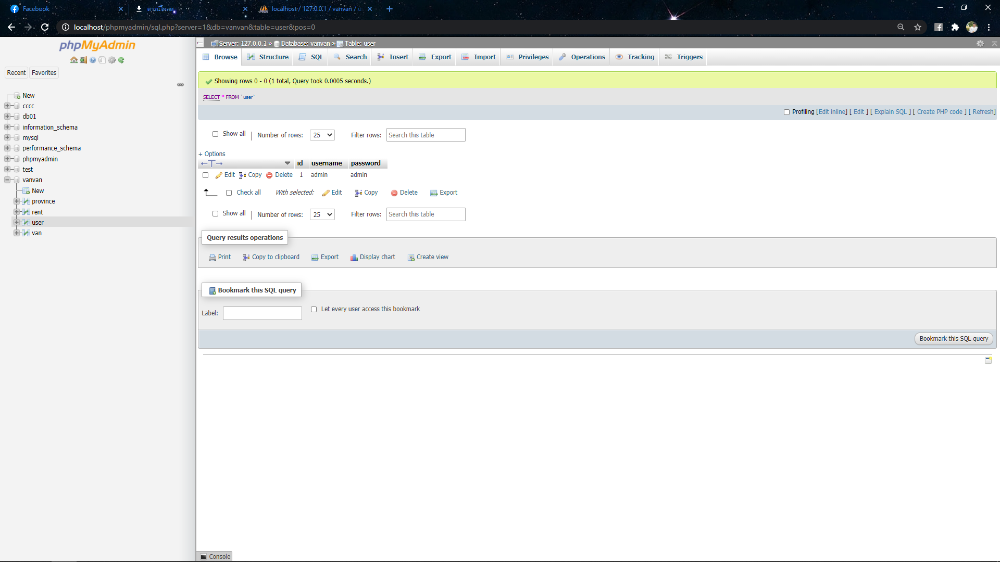 Facebook
ดาวน์โหลด
localhost / 127.0.0.1 / vanvan / u
localhost/phpmyadmin/sql.php?server=1&db=vanvan&table=user&pos=0
phpMyAdmin
Recent Favorites
New
cccc
db01
information_schema
mysql
performance_schema
phpmyadmin
test
vanvan
New
province
rent
user
van
Server: 127.0.0.1 » Database: vanvan » Table: user
Browse Structure SQL Search Insert Export Import Privileges Operations Tracking Triggers
Showing rows 0 - 0 (1 total, Query took 0.0005 seconds.)
SELECT * FROM `user`
Profiling [Edit inline] [ Edit ] [ Explain SQL ] [ Create PHP code ] [ Refresh]
Show all | Number of rows: 25 Filter rows: Search this table
+ Options
←T→ id username password
Edit Copy Delete 1 admin admin
Check all With selected: Edit Copy Delete Export
Show all | Number of rows: 25 Filter rows: Search this table
Query results operations
Print Copy to clipboard Export Display chart Create view
Bookmark this SQL query
Label: Let every user access this bookmark
Bookmark this SQL query
Console